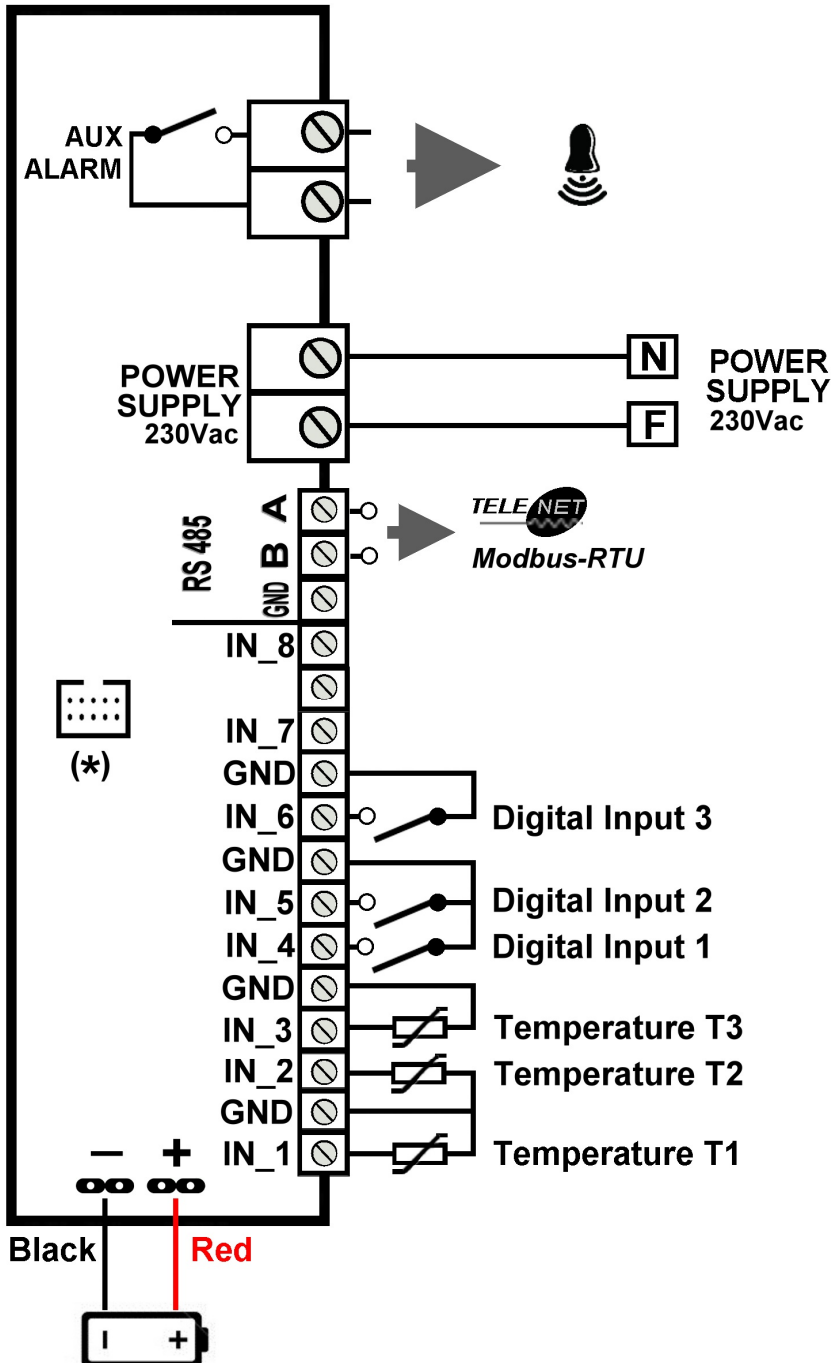 AUX
ALARM
POWER
SUPPLY
230Vac
N
F
POWER
SUPPLY
230Vac
RS 485
A
B
GND
TELE NET
Modbus-RTU
IN_8
IN_7
GND
IN_6
Digital Input 3
GND
IN_5
Digital Input 2
IN_4
Digital Input 1
GND
IN_3
Temperature T3
IN_2
Temperature T2
GND
IN_1
Temperature T1
(*)
– +
Black
Red
– +